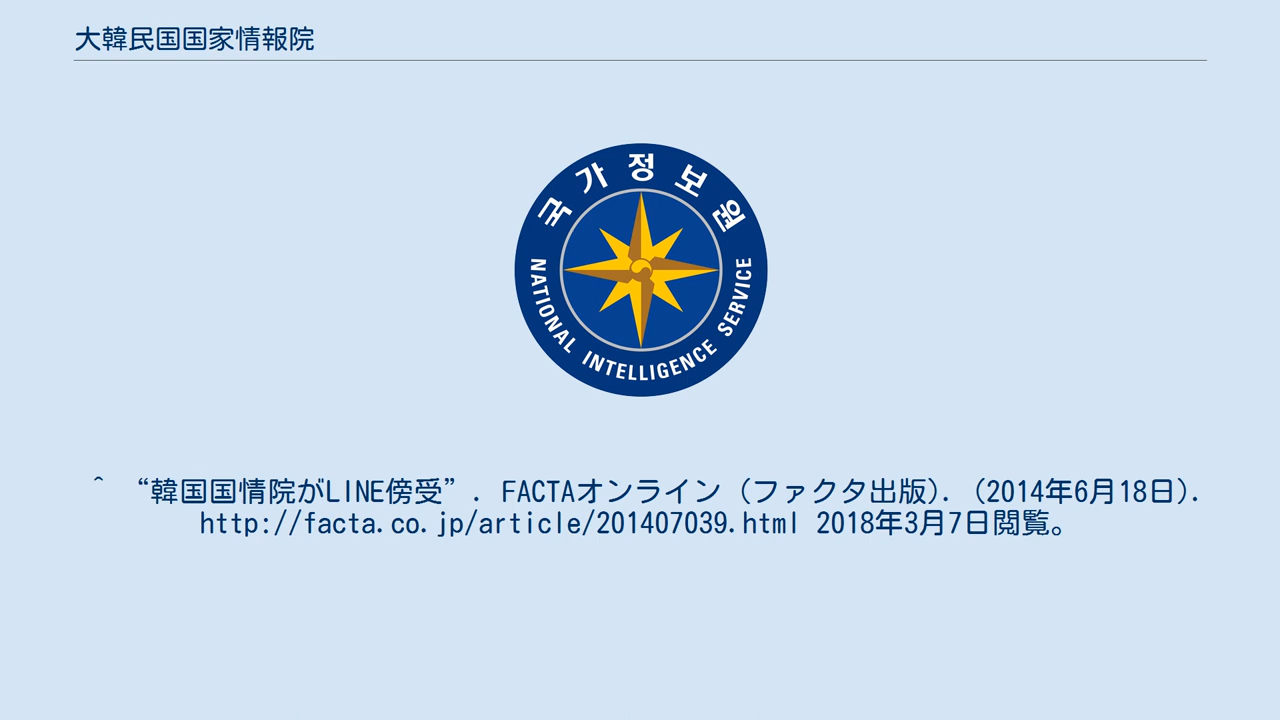 大韓民国国家情報院
국가정보원
NATIONAL INTELLIGENCE SERVICE
^ “韓国国情院がLINE傍受”. FACTAオンライン（ファクタ出版）. （2014年6月18日）.
http://facta.co.jp/article/201407039.html 2018年3月7日閲覧。